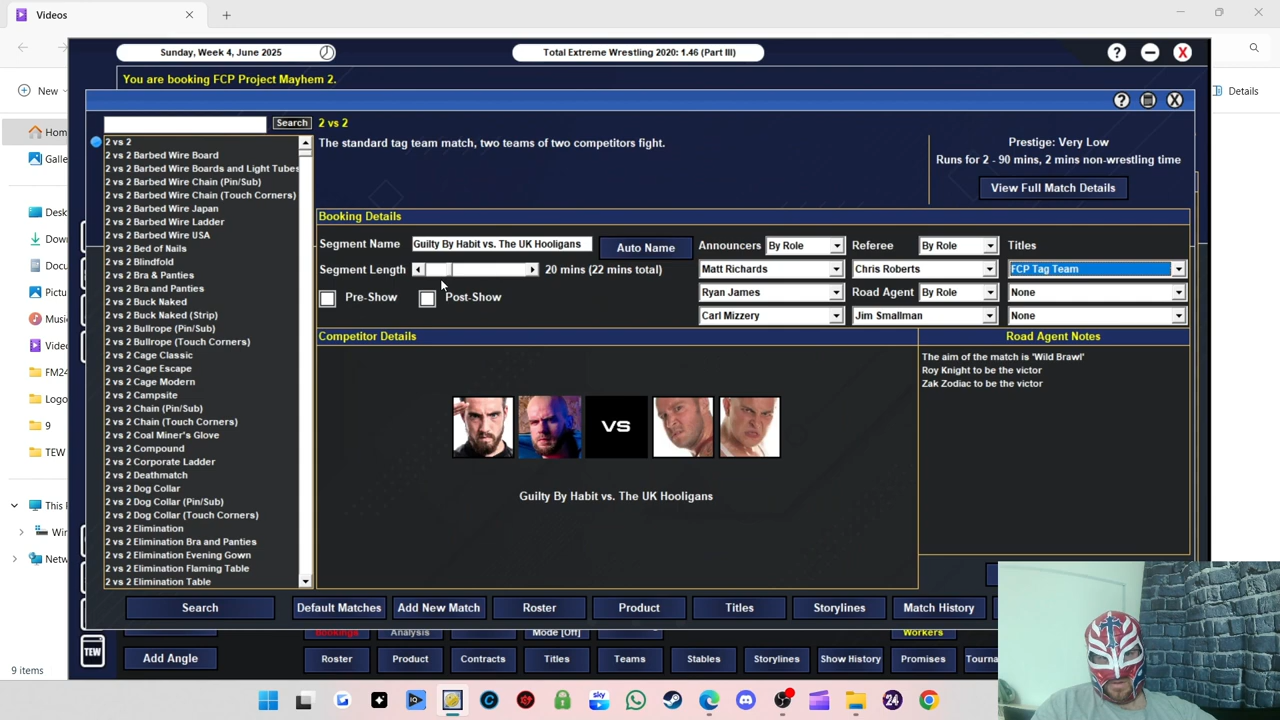 Videos
Sunday, Week 4, June 2025
Total Extreme Wrestling 2020: 1.46 (Part III)
You are booking FCP Project Mayhem 2.
New
Details
Search
2 vs 2
The standard tag team match, two teams of two competitors fight.
Prestige: Very Low
Runs for 2 - 90 mins, 2 mins non-wrestling time
View Full Match Details
2 vs 2
2 vs 2 Barbed Wire Board
2 vs 2 Barbed Wire Boards and Light Tubes
2 vs 2 Barbed Wire Chain (Pin/Sub)
2 vs 2 Barbed Wire Chain (Touch Corners)
2 vs 2 Barbed Wire Japan
2 vs 2 Barbed Wire Ladder
2 vs 2 Barbed Wire USA
2 vs 2 Bed of Nails
2 vs 2 Blindfold
2 vs 2 Bra & Panties
2 vs 2 Bra and Panties
2 vs 2 Buck Naked
2 vs 2 Buck Naked (Strip)
2 vs 2 Bullrope (Pin/Sub)
2 vs 2 Bullrope (Touch Corners)
2 vs 2 Cage Classic
2 vs 2 Cage Escape
2 vs 2 Cage Modern
2 vs 2 Campsite
2 vs 2 Chain (Pin/Sub)
2 vs 2 Chain (Touch Corners)
2 vs 2 Coal Miner's Glove
2 vs 2 Compound
2 vs 2 Corporate Ladder
2 vs 2 Deathmatch
2 vs 2 Dog Collar
2 vs 2 Dog Collar (Pin/Sub)
2 vs 2 Dog Collar (Touch Corners)
2 vs 2 Elimination
2 vs 2 Elimination Bra and Panties
2 vs 2 Elimination Evening Gown
2 vs 2 Elimination Flaming Table
2 vs 2 Elimination Table
Booking Details
Segment Name Guilty By Habit vs. The UK Hooligans Auto Name
Announcers By Role Referee By Role Titles
Segment Length 20 mins (22 mins total)
Matt Richards Chris Roberts FCP Tag Team
Pre-Show Post-Show
Ryan James Road Agent By Role None
Carl Mizzery Jim Smallman None
Competitor Details
Road Agent Notes
The aim of the match is 'Wild Brawl'
Roy Knight to be the victor
Zak Zodiac to be the victor
VS
Guilty By Habit vs. The UK Hooligans
Search Default Matches Add New Match Roster Product Titles Storylines Match History
Bookings Analysis Mode [Off] Workers
TEW
Add Angle Roster Product Contracts Titles Teams Stables Storylines Show History Promises
Hom
Galle
Desk
Dow
Docu
Pictu
Musi
Video
FM24
Logo
9
TEW
This
Win
Netw
9 items
sky
24